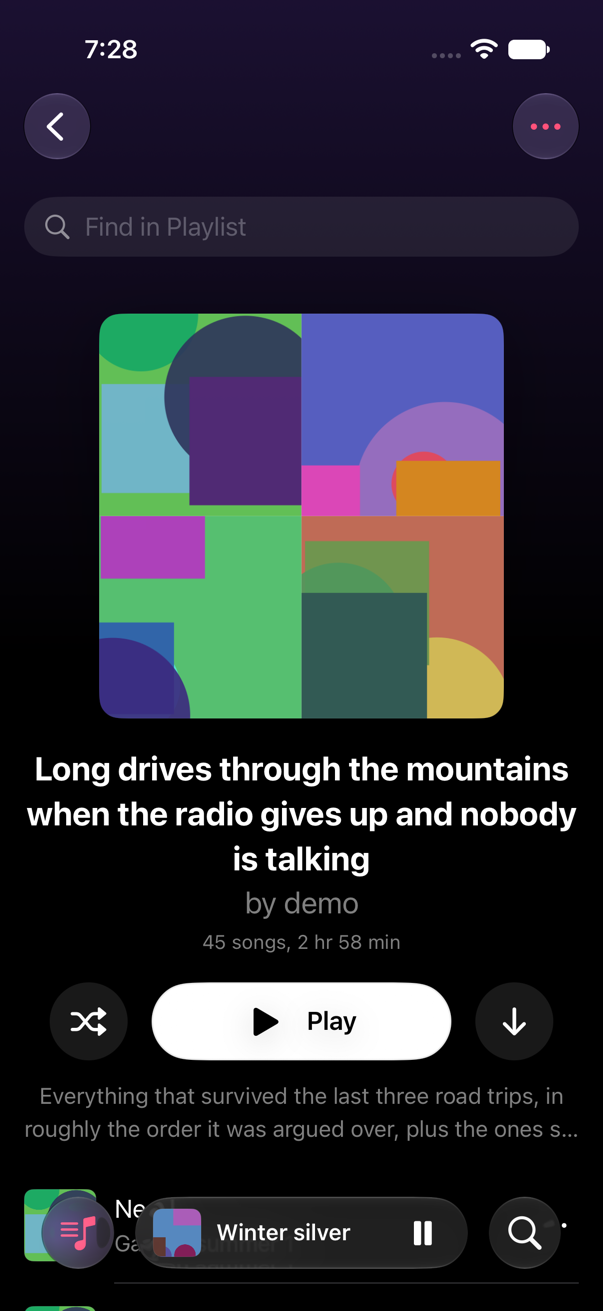 7:28
Find in Playlist
Long drives through the mountains
when the radio gives up and nobody
is talking
by demo
45 songs, 2 hr 58 min
Play
Everything that survived the last three road trips, in
roughly the order it was argued over, plus the ones s...
Winter silver